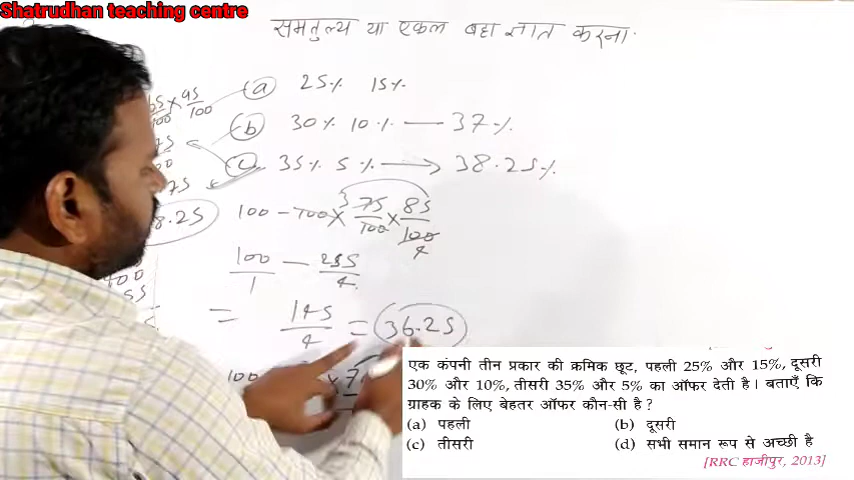 Shatrudhan teaching centre
समतुल्य या एकल बट्टा ज्ञात करना.
(a) 25% 15%
(b) 30% 10% — 37%
(c) 35% 5% → 38.25%
100 - 100 × 75/100 × 85/100
3
4
100/1 — 255/4
= 145/4 = 36.25
100
एक कंपनी तीन प्रकार की क्रमिक छूट, पहली 25% और 15%, दूसरी
30% और 10%, तीसरी 35% और 5% का ऑफर देती है। बताएँ कि
ग्राहक के लिए बेहतर ऑफर कौन-सी है?
(a) पहली (b) दूसरी
(c) तीसरी (d) सभी समान रूप से अच्छी है
[RRC हाजीपुर, 2013]